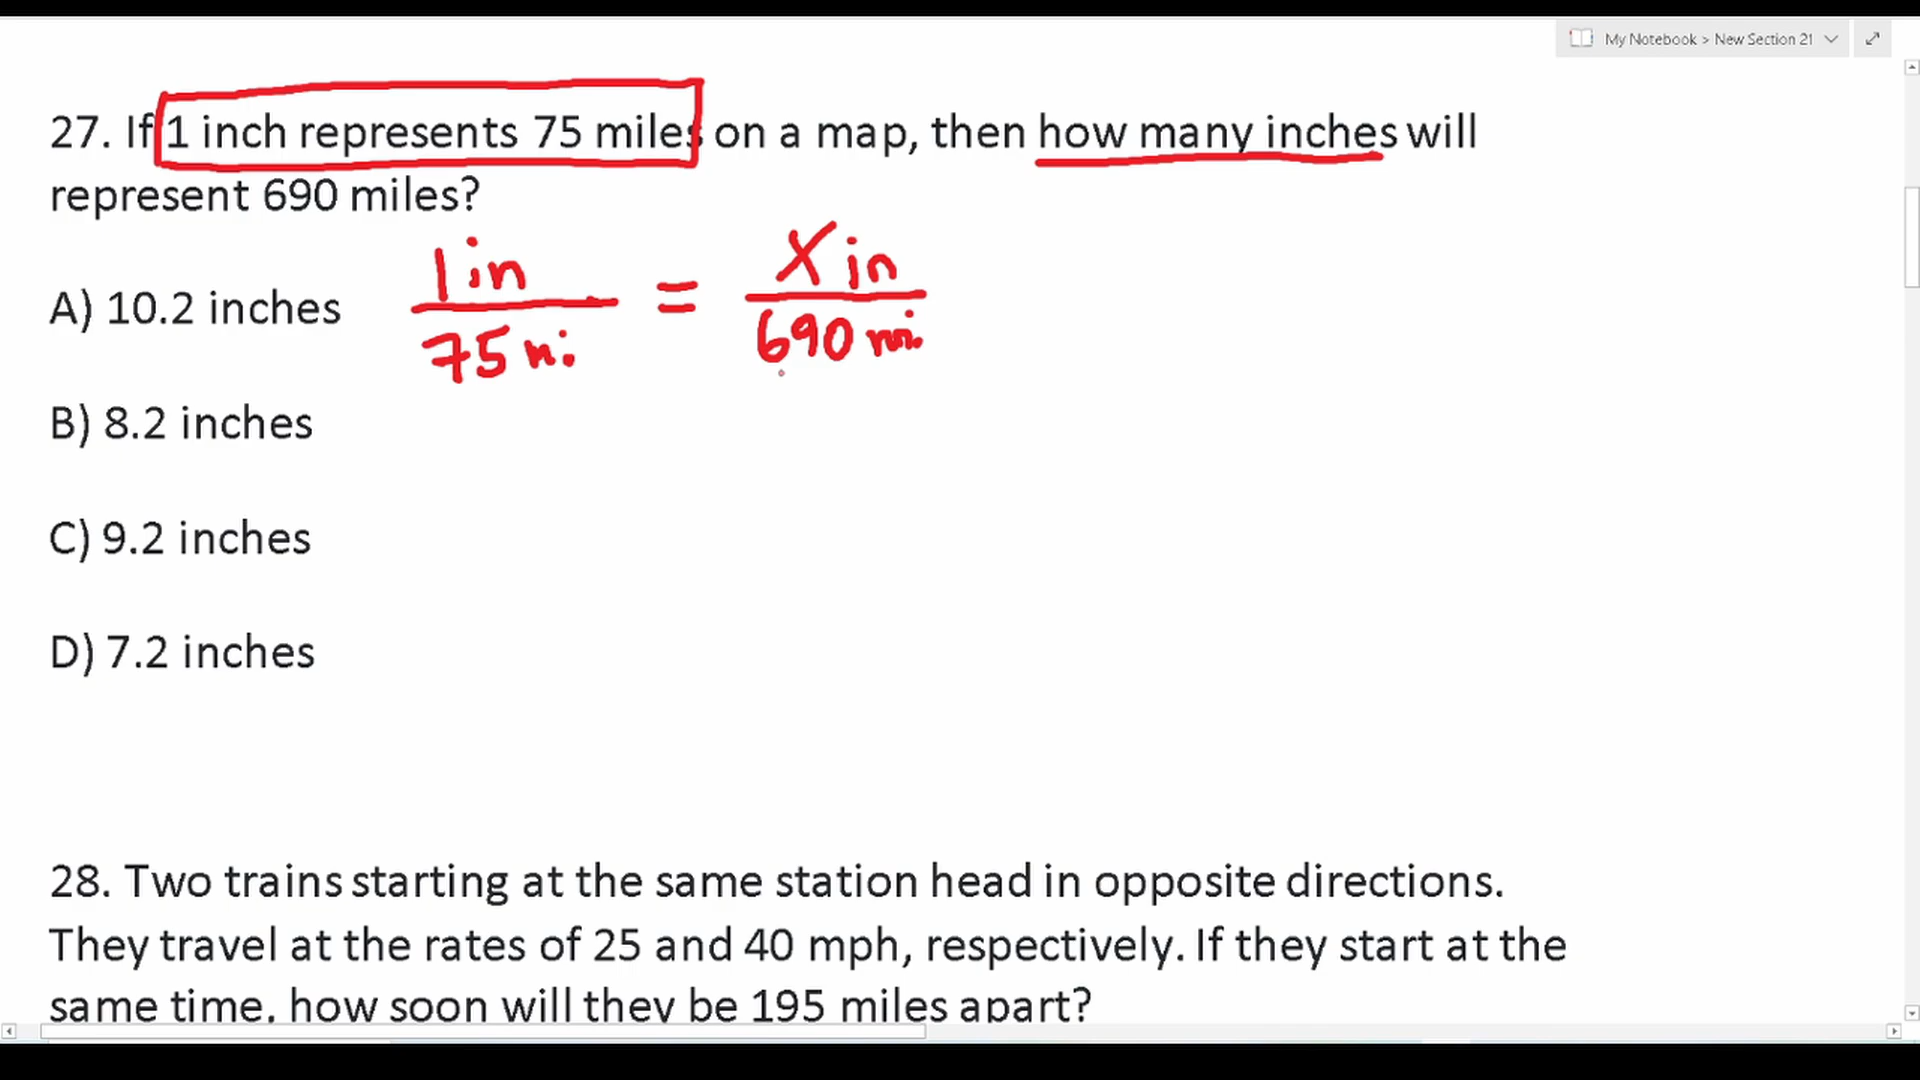 My Notebook > New Section 21
27. If 1 inch represents 75 miles on a map, then how many inches will
represent 690 miles?
1 in = X in
75 mi. 690 mi.
A) 10.2 inches
B) 8.2 inches
C) 9.2 inches
D) 7.2 inches
28. Two trains starting at the same station head in opposite directions.
They travel at the rates of 25 and 40 mph, respectively. If they start at the
same time, how soon will they be 195 miles apart?